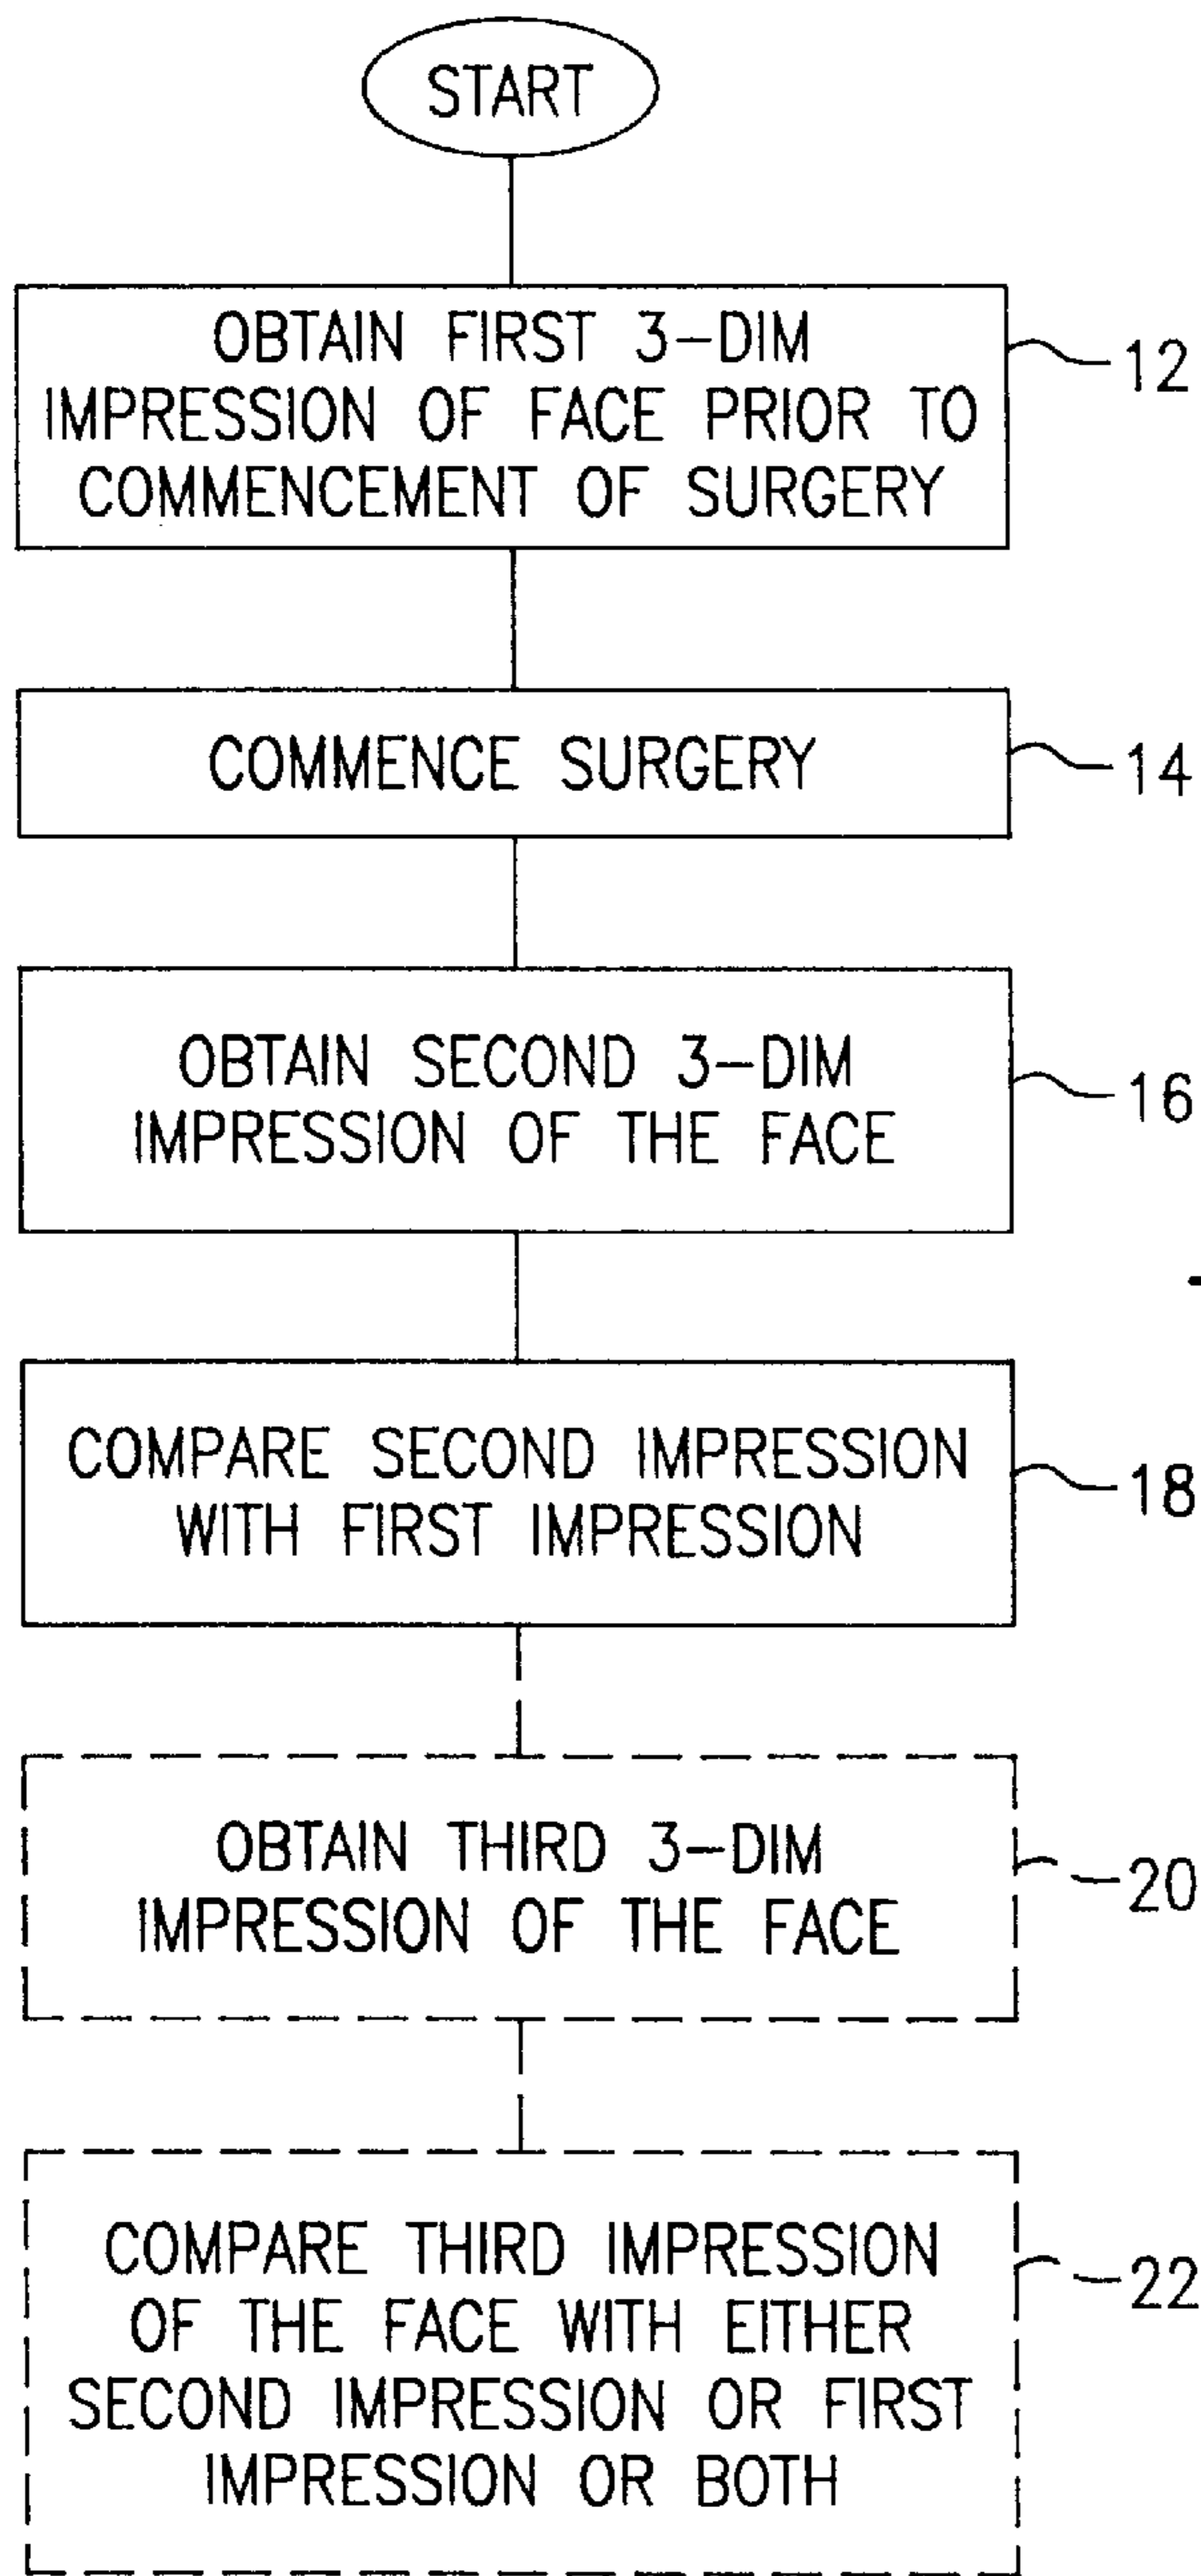 START
OBTAIN FIRST 3-DIM
IMPRESSION OF FACE PRIOR TO
COMMENCEMENT OF SURGERY
12
COMMENCE SURGERY
14
OBTAIN SECOND 3-DIM
IMPRESSION OF THE FACE
16
COMPARE SECOND IMPRESSION
WITH FIRST IMPRESSION
18
OBTAIN THIRD 3-DIM
IMPRESSION OF THE FACE
20
COMPARE THIRD IMPRESSION
OF THE FACE WITH EITHER
SECOND IMPRESSION OR FIRST
IMPRESSION OR BOTH
22